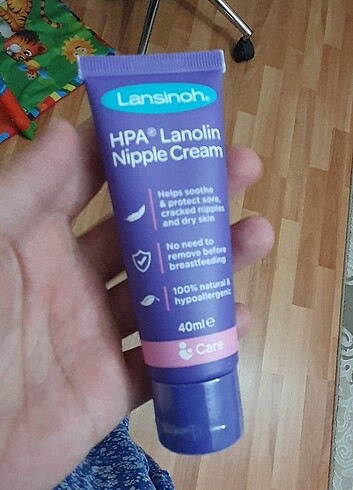 Lansinoh®
HPA® Lanolin
Nipple Cream
Helps soothe
& protect sore,
cracked nipples
and dry skin
No need to
remove before
breastfeeding
100% natural &
hypoallergenic
40ml e
Care